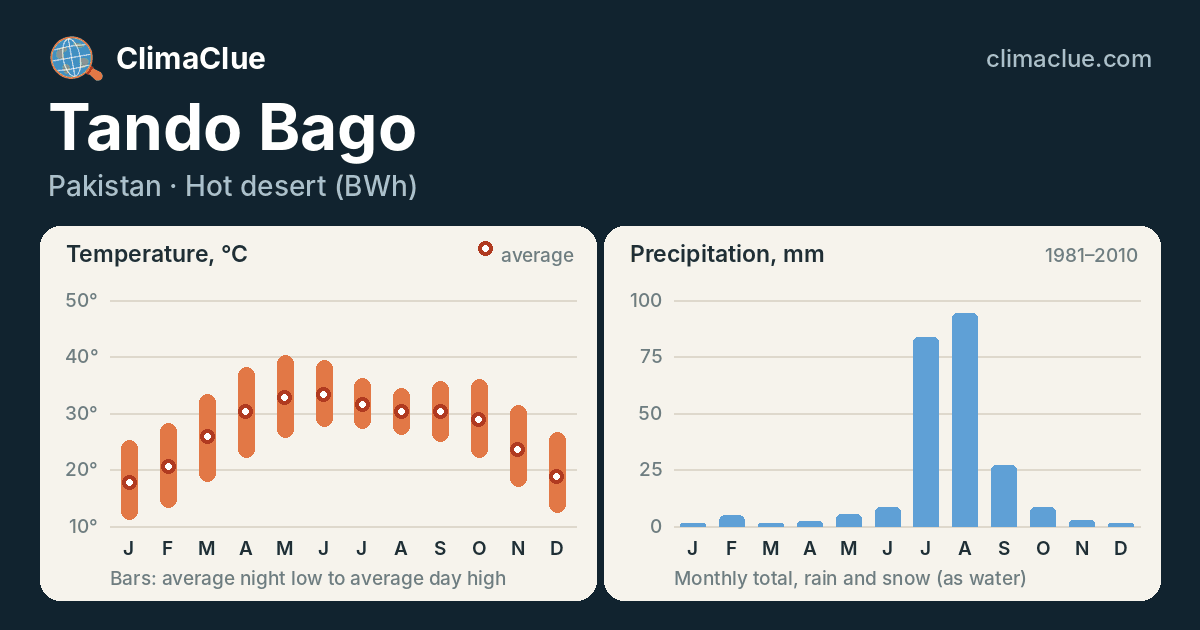 ClimaClue
climaclue.com
Tando Bago
Pakistan · Hot desert (BWh)
Temperature, °C
average
50°
40°
30°
20°
10°
J F M A M J J A S O N D
Bars: average night low to average day high
Precipitation, mm
1981–2010
100
75
50
25
0
J F M A M J J A S O N D
Monthly total, rain and snow (as water)